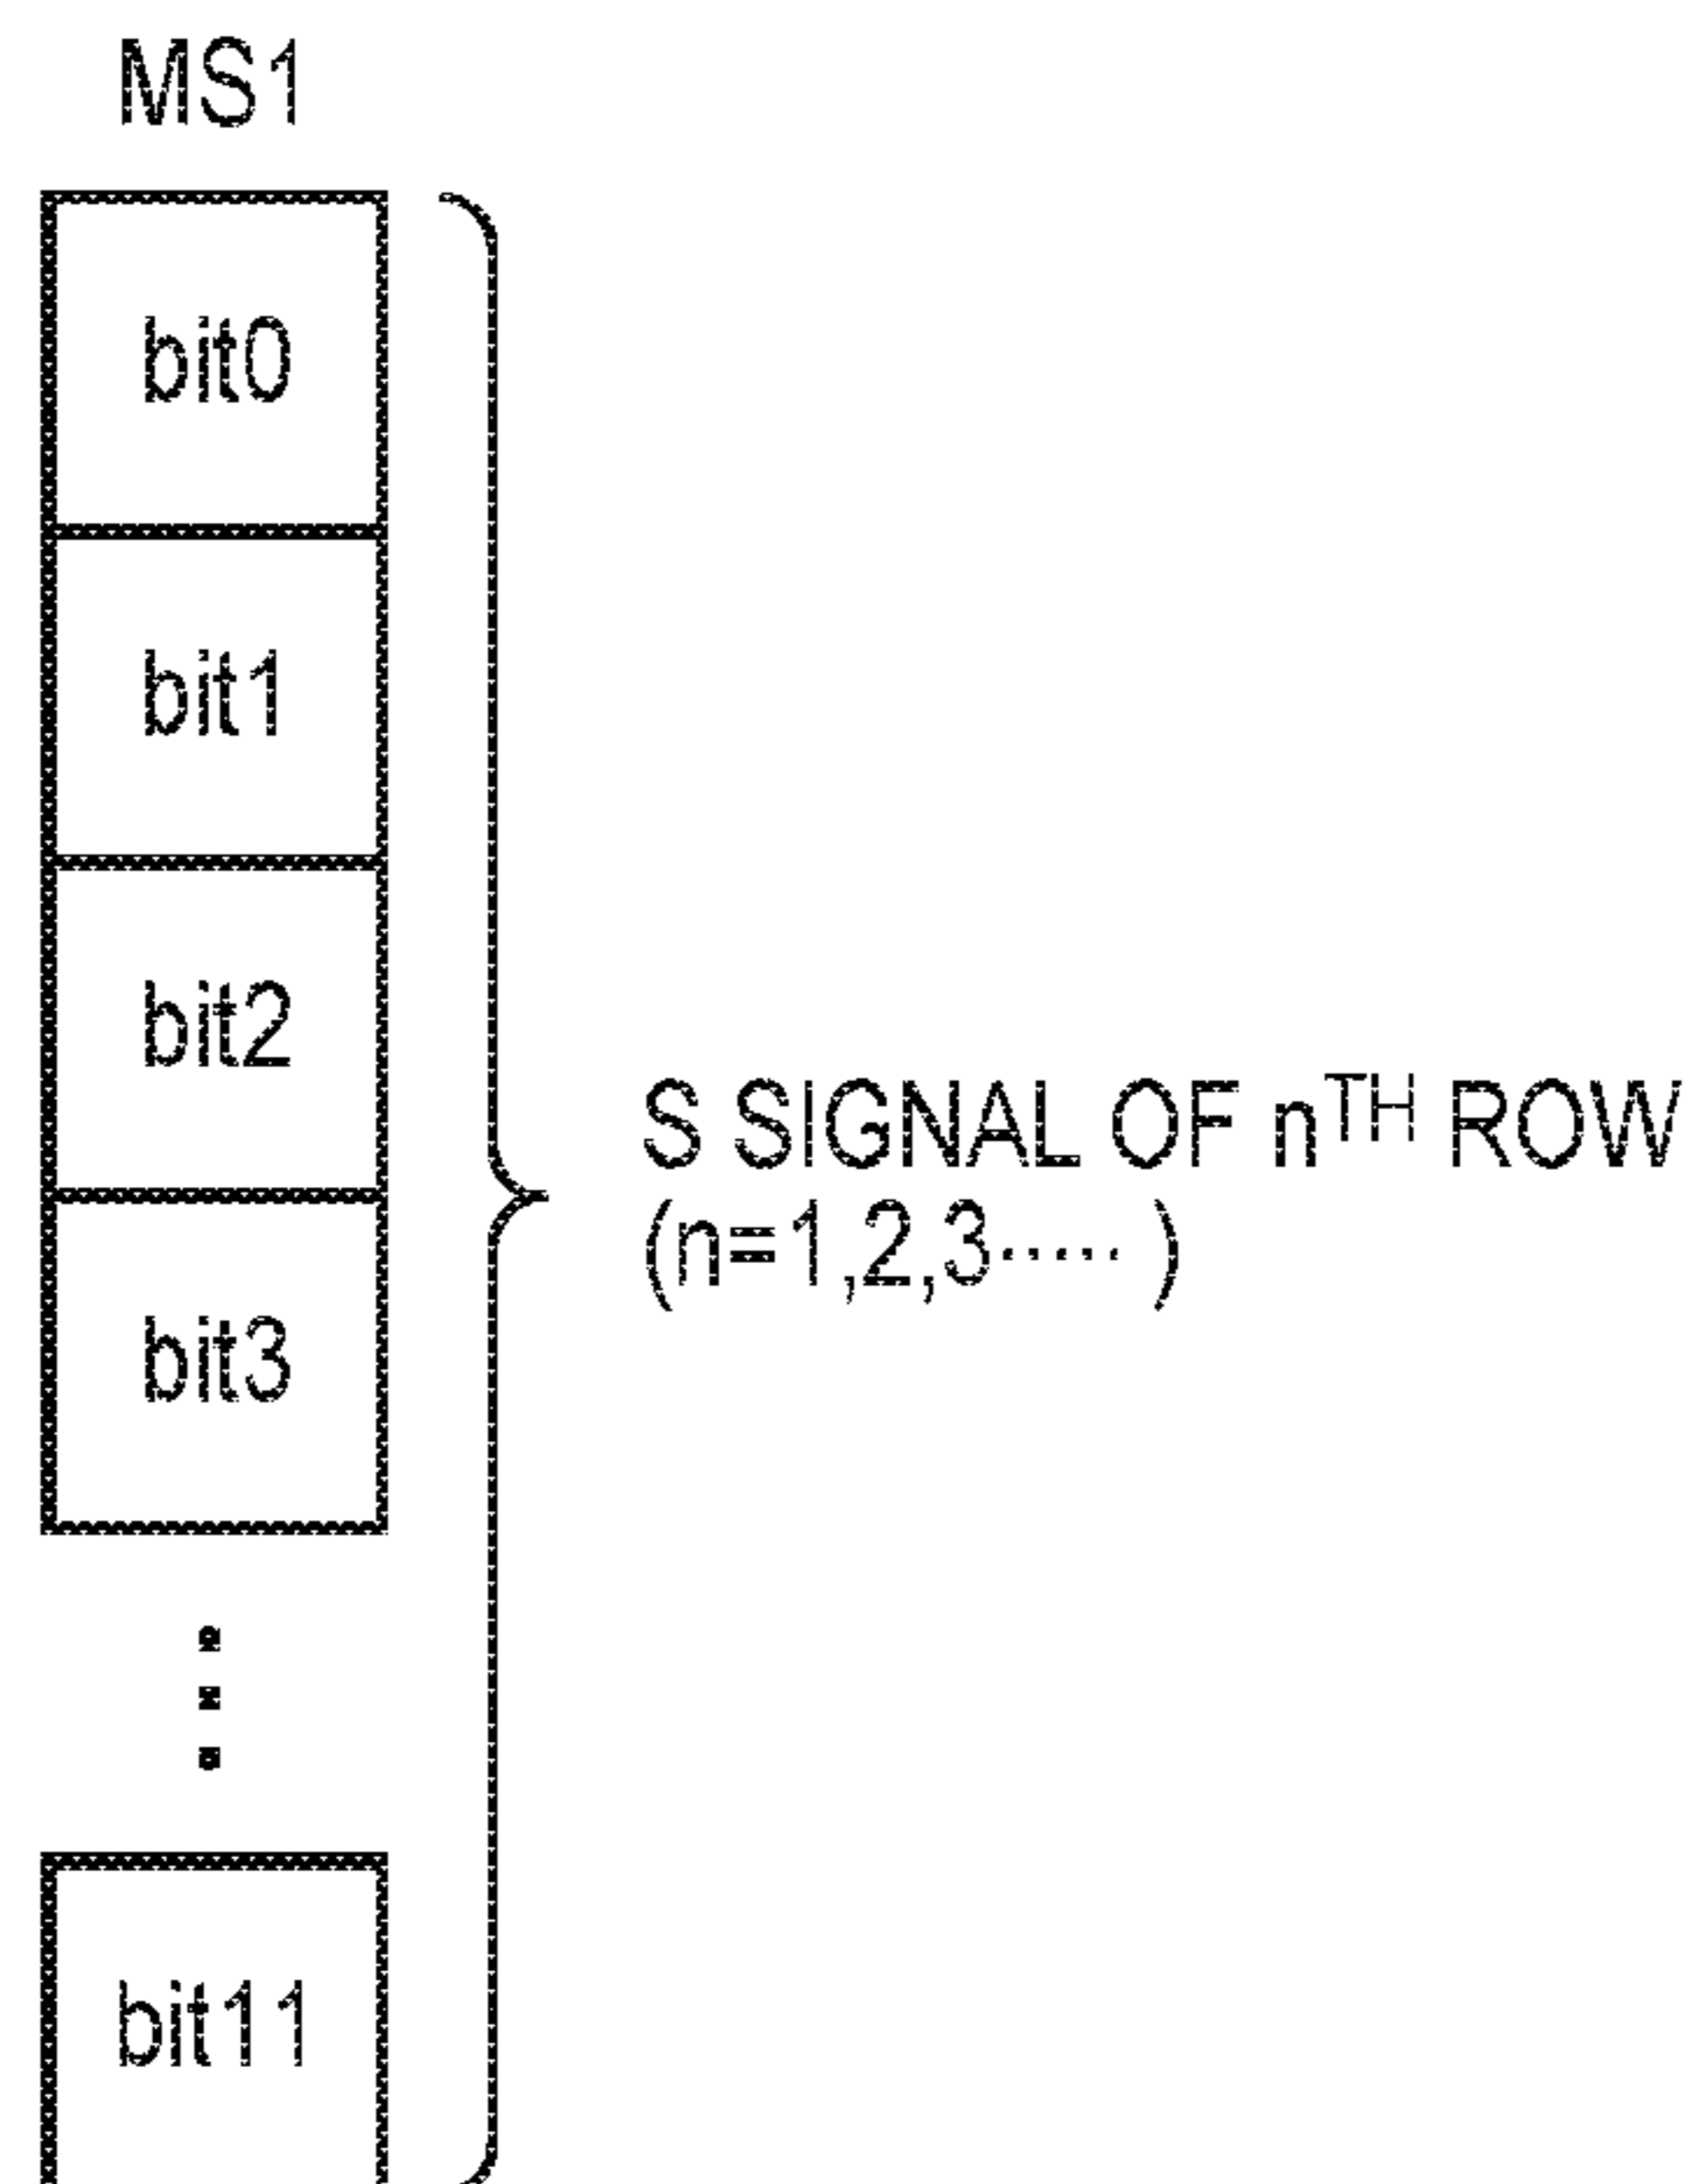 MS1
bit0
bit1
bit2
bit3
bit11
S SIGNAL OF nTH ROW
(n=1,2,3····· )